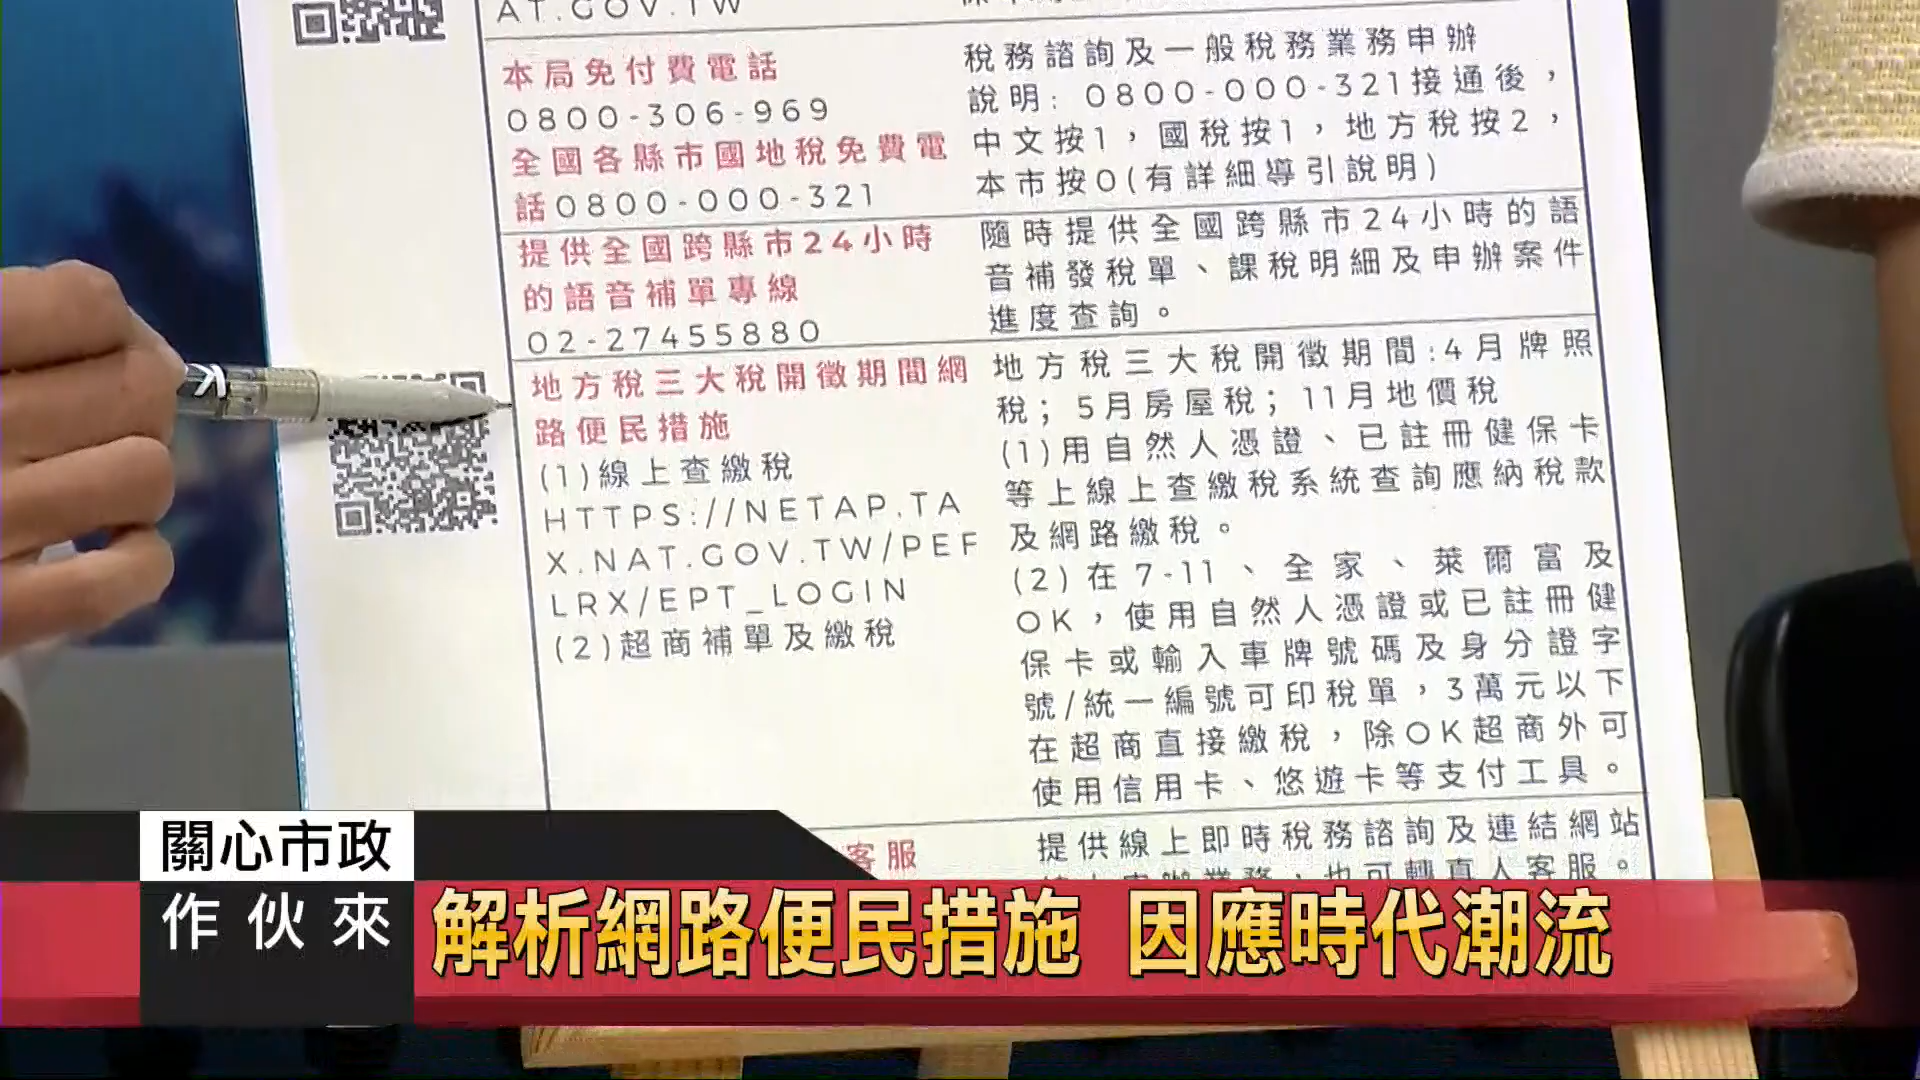 AT.GOV.TW
本局免付費電話
0800-306-969
全國各縣市國地稅免費電
話0800-000-321
稅務諮詢及一般稅務業務申辦
說明: 0800-000-321接通後，
中文按1，國稅按1，地方稅按2，
本市按0(有詳細導引說明)
提供全國跨縣市24小時
的語音補單專線
02-27455880
隨時提供全國跨縣市24小時的語
音補發稅單、課稅明細及申辦案件
進度查詢。
地方稅三大稅開徵期間網
路便民措施
(1)線上查繳稅
HTTPS://NETAP.TA
X.NAT.GOV.TW/PEF
LRX/EPT_LOGIN
(2)超商補單及繳稅
地方稅三大稅開徵期間:4月牌照
稅；5月房屋稅；11月地價稅
(1)用自然人憑證、已註冊健保卡
等上線上查繳稅系統查詢應納稅款
及網路繳稅。
(2)在7-11、全家、萊爾富及
OK，使用自然人憑證或已註冊健
保卡或輸入車牌號碼及身分證字
號/統一編號可印稅單，3萬元以下
在超商直接繳稅，除OK超商外可
使用信用卡、悠遊卡等支付工具。
客服
提供線上即時稅務諮詢及連結網站
線上申辦業務，也可轉真人客服。
關心市政
作伙來
解析網路便民措施 因應時代潮流